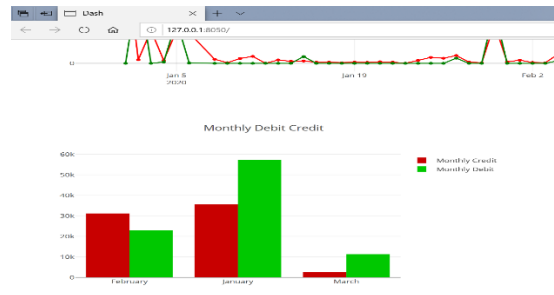 Dash
127.0.0.1:8050/
0
Jan 5 Jan 19 Feb 2
2020
Monthly Debit Credit
60k
Monthly Credit
Monthly Debit
50k
40k
30k
20k
10k
0
February January March